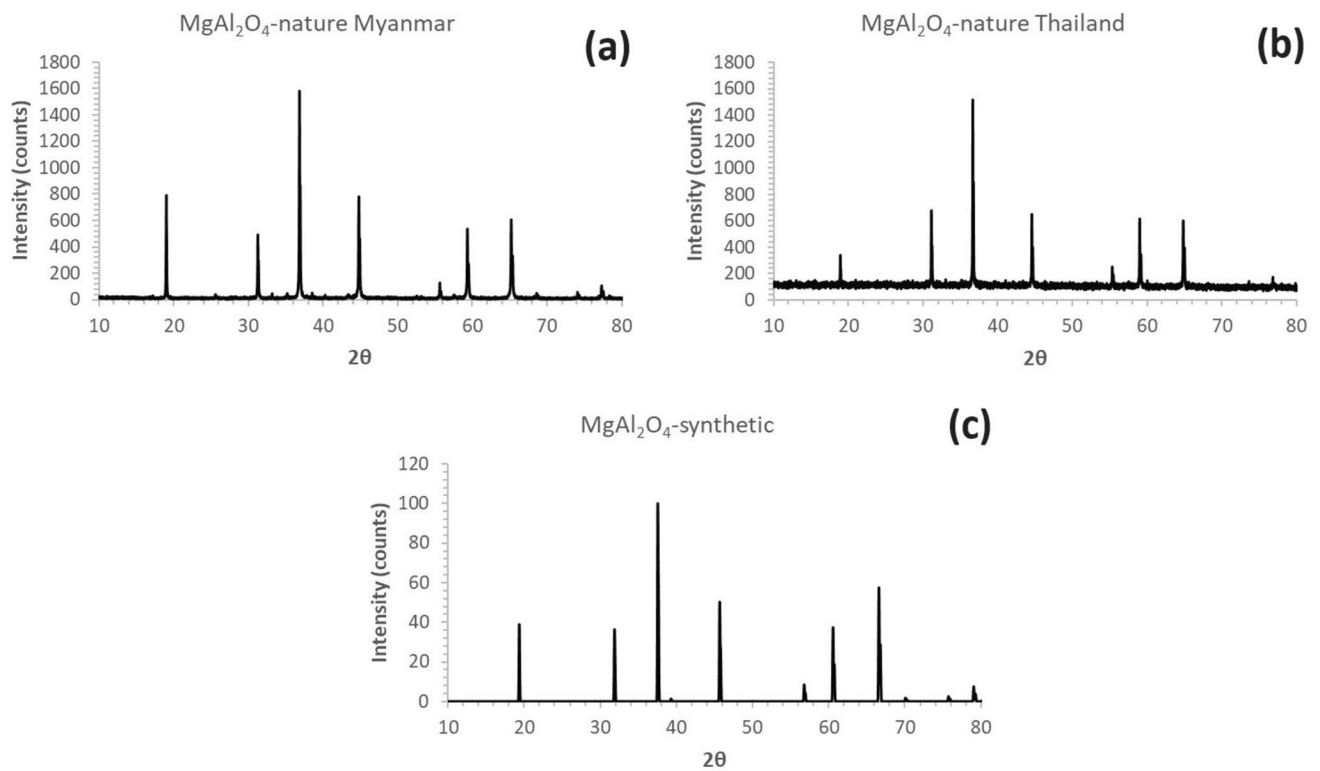 MgAl₂O₄-nature Myanmar
(a)
Intensity (counts)
1800
1600
1400
1200
1000
800
600
400
200
0
10 20 30 40 50 60 70 80
2θ
MgAl₂O₄-nature Thailand
(b)
Intensity (counts)
1800
1600
1400
1200
1000
800
600
400
200
0
10 20 30 40 50 60 70 80
2θ
MgAl₂O₄-synthetic
(c)
Intensity (counts)
120
100
80
60
40
20
0
10 20 30 40 50 60 70 80
2θ